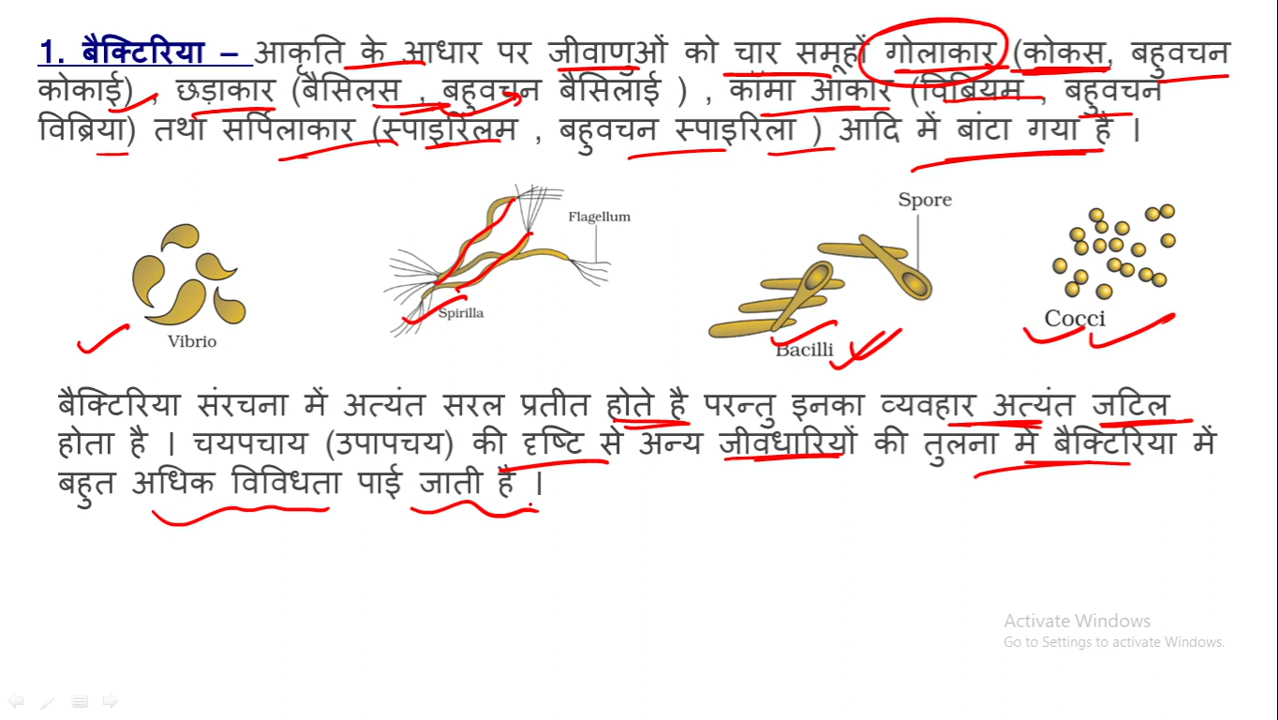 1. बैक्टिरिया – आकृति के आधार पर जीवाणुओं को चार समूहों गोलाकार (कोकस, बहुवचन
कोकाई) , छड़ाकार (बैसिलस , बहुवचन बैसिलाई ) , कॉमा आकार (विब्रियम , बहुवचन
विब्रिया) तथा सर्पिलाकार (स्पाइरिलम , बहुवचन स्पाइरिला ) आदि में बांटा गया है ।
Spore
Flagellum
Spirilla
Cocci
Vibrio
Bacilli
बैक्टिरिया संरचना में अत्यंत सरल प्रतीत होते है परन्तु इनका व्यवहार अत्यंत जटिल
होता है । चयपचाय (उपापचय) की दृष्टि से अन्य जीवधारियों की तुलना में बैक्टिरिया में
बहुत अधिक विविधता पाई जाती है ।
Activate Windows
Go to Settings to activate Windows.